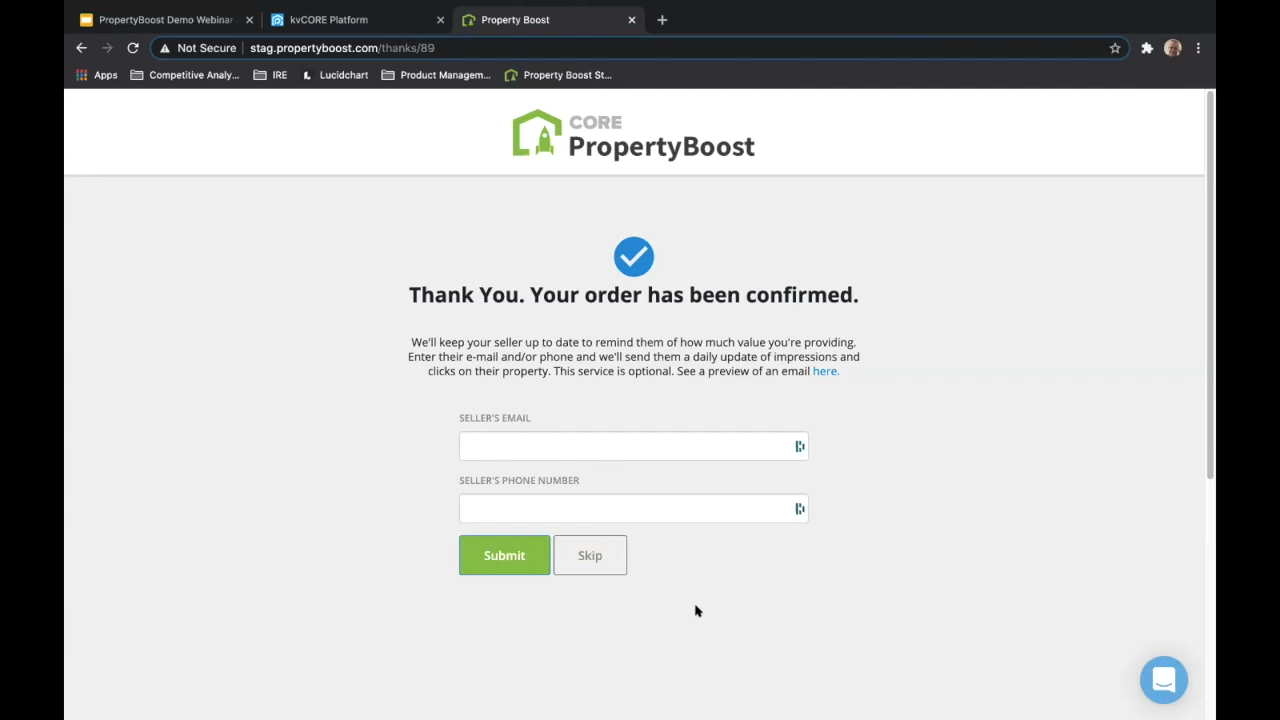 PropertyBoost Demo Webinar
kvCORE Platform
Property Boost
Not Secure
stag.propertyboost.com/thanks/89
Apps
Competitive Analy...
IRE
Lucidchart
Product Managem...
Property Boost St...
CORE
PropertyBoost
Thank You. Your order has been confirmed.
We'll keep your seller up to date to remind them of how much value you're providing.
Enter their e-mail and/or phone and we'll send them a daily update of impressions and
clicks on their property. This service is optional. See a preview of an email here.
SELLER'S EMAIL
SELLER'S PHONE NUMBER
Submit
Skip